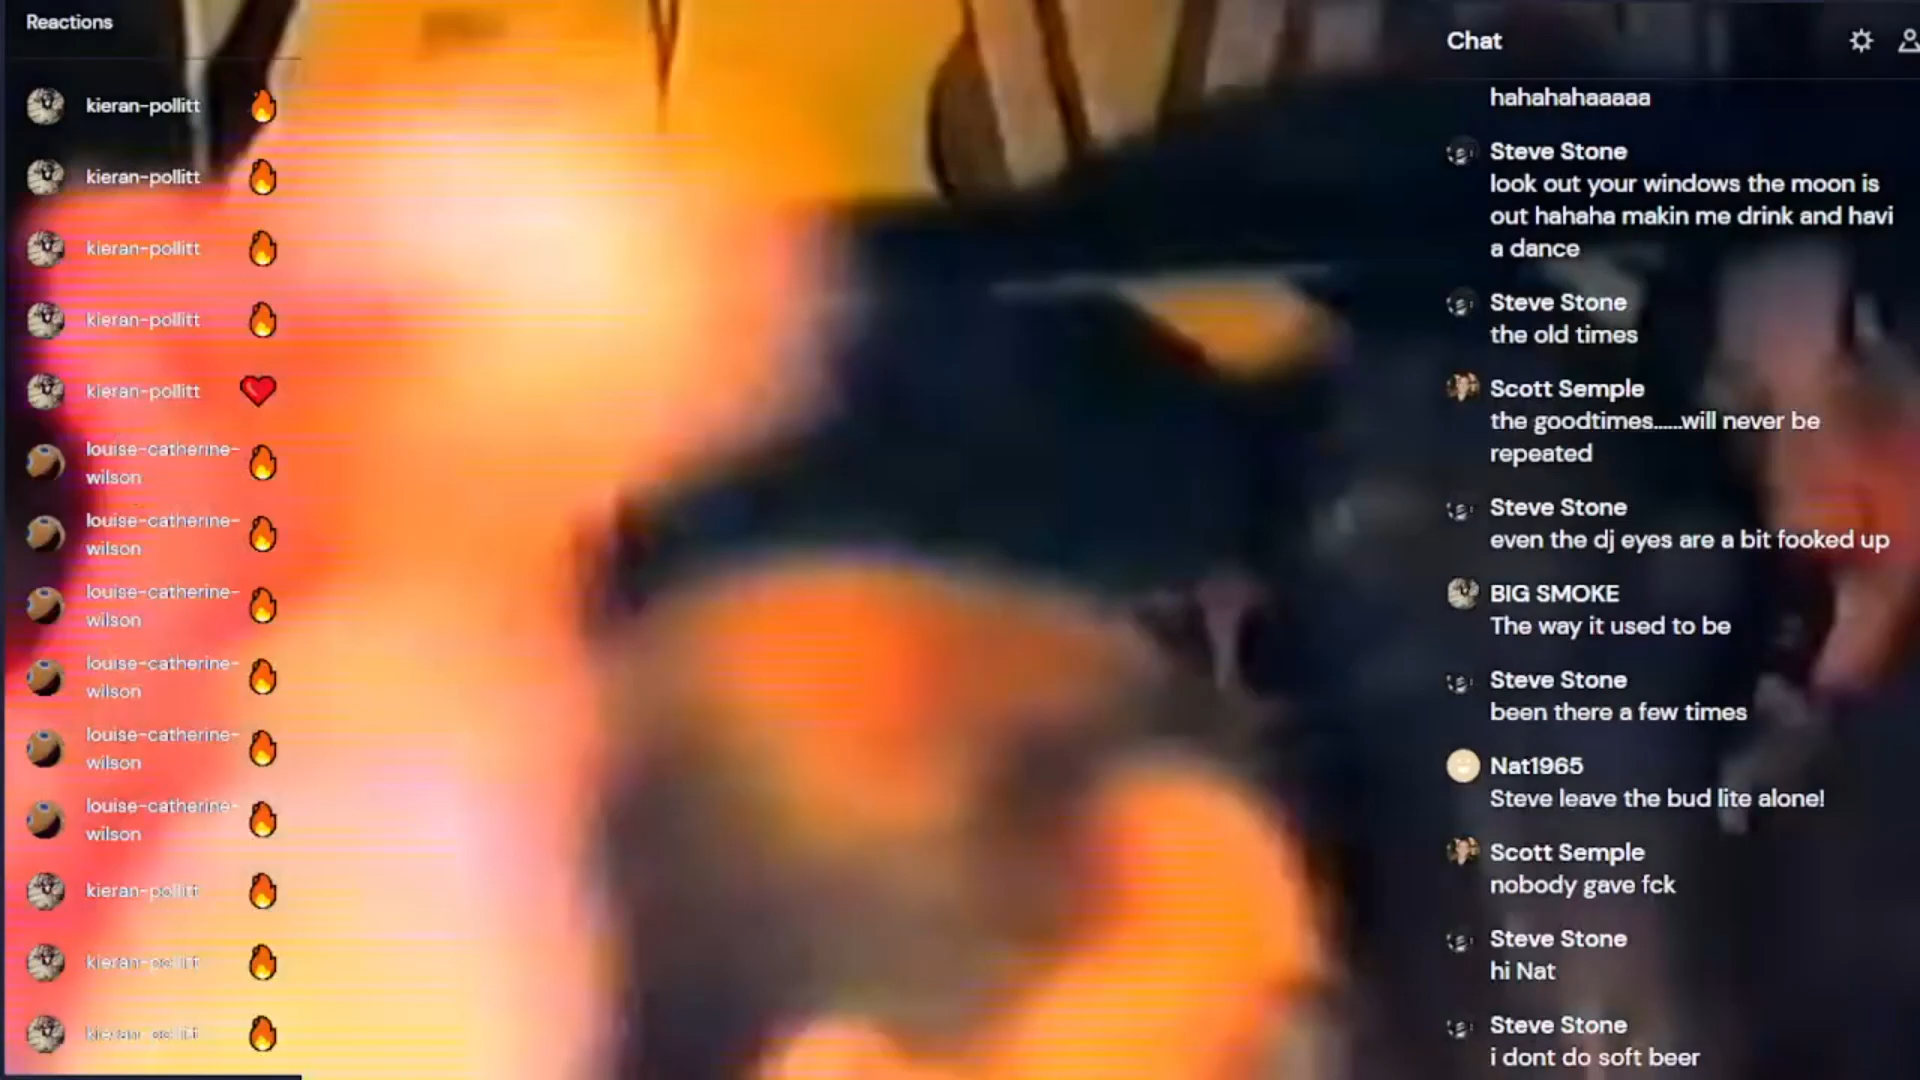 Reactions
kieran-pollitt
kieran-pollitt
kieran-pollitt
kieran-pollitt
kieran-pollitt
louise-catherine-
wilson
louise-catherine-
wilson
louise-catherine-
wilson
louise-catherine-
wilson
louise-catherine-
wilson
louise-catherine-
wilson
kieran-pollitt
kieran-pollitt
kieran-pollitt
Chat
hahahahaaaaa
Steve Stone
look out your windows the moon is
out hahaha makin me drink and havi
a dance
Steve Stone
the old times
Scott Semple
the goodtimes......will never be
repeated
Steve Stone
even the dj eyes are a bit fooked up
BIG SMOKE
The way it used to be
Steve Stone
been there a few times
Nat1965
Steve leave the bud lite alone!
Scott Semple
nobody gave fck
Steve Stone
hi Nat
Steve Stone
i dont do soft beer